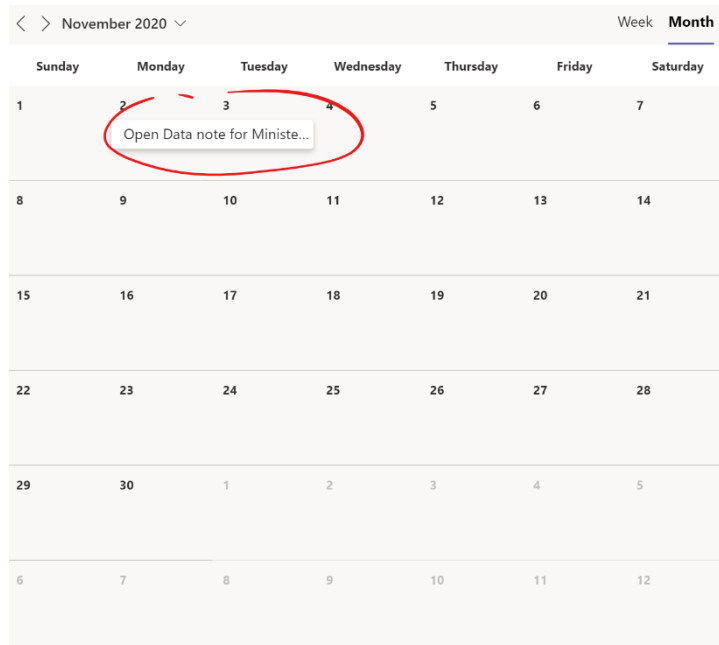 November 2020
Week Month
Sunday Monday Tuesday Wednesday Thursday Friday Saturday
1 2 3 4 5 6 7
Open Data note for Ministe...
8 9 10 11 12 13 14
15 16 17 18 19 20 21
22 23 24 25 26 27 28
29 30 1 2 3 4 5
6 7 8 9 10 11 12